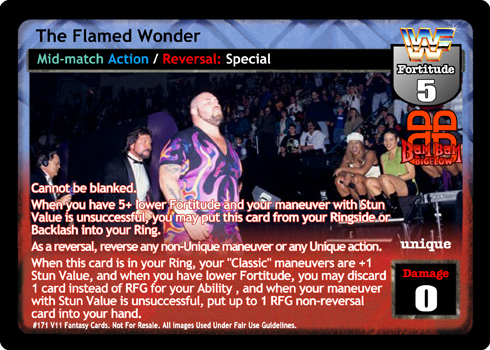 The Flamed Wonder
Mid-match Action / Reversal: Special
WF
Fortitude
5
BAM BAM
BIGELOW
Cannot be blanked.
When you have 5+ lower Fortitude and your maneuver with Stun
Value is unsuccessful, you may put this card from your Ringside or
Backlash into your Ring.
As a reversal, reverse any non-Unique maneuver or any Unique action.
unique
When this card is in your Ring, your "Classic" maneuvers are +1
Stun Value, and when you have lower Fortitude, you may discard
1 card instead of RFG for your Ability , and when your maneuver
with Stun Value is unsuccessful, put up to 1 RFG non-reversal
card into your hand.
Damage
0
#171 V11 Fantasy Cards. Not For Resale. All Images Used Under Fair Use Guidelines.